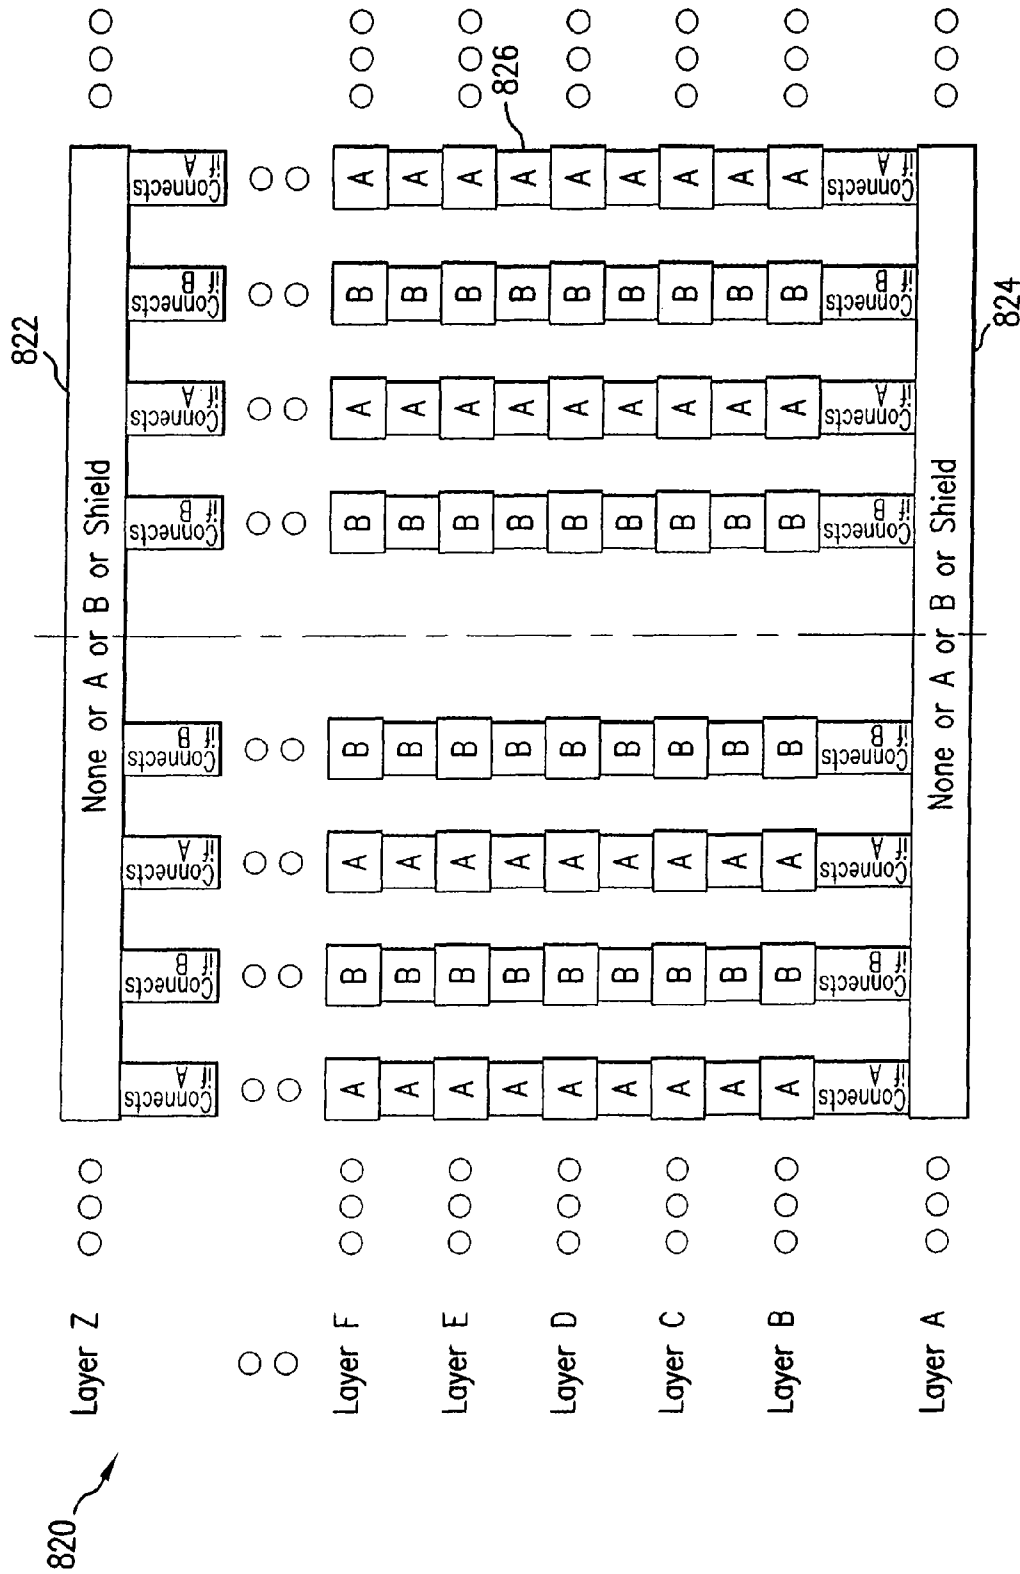 820
822
Layer Z
None or A or B or Shield
Connects if A
Connects if B
Connects if A
Connects if B
Connects if B
Connects if A
Connects if B
Connects if A
Layer F
A B A B B A B A
A B A B B A B A
Layer E
A B A B B A B A
A B A B B A B A
826
Layer D
A B A B B A B A
A B A B B A B A
Layer C
A B A B B A B A
A B A B B A B A
Layer B
A B A B B A B A
Connects if A
Connects if B
Connects if A
Connects if B
Connects if B
Connects if A
Connects if B
Connects if A
Layer A
None or A or B or Shield
824